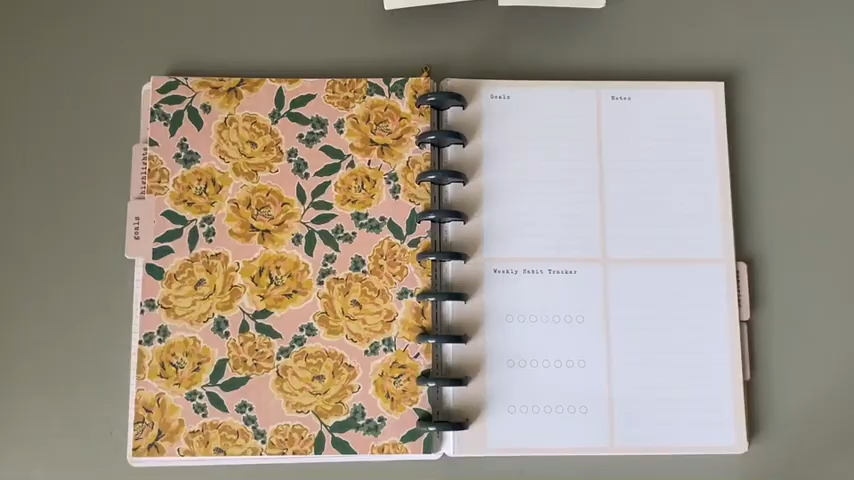 highlights
goals
Goals
Notes
Weekly Habit Tracker